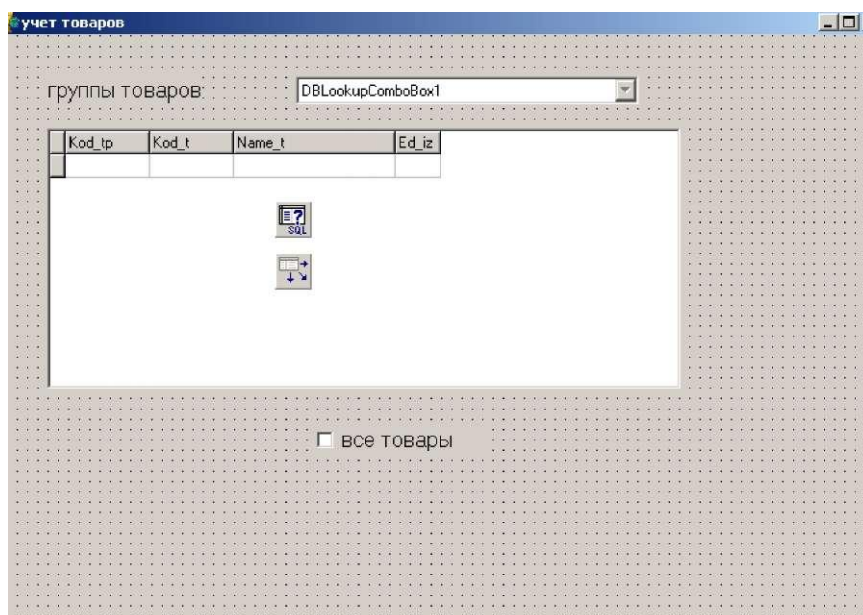 учет товаров
группы товаров: DBLookupComboBox1
Kod_tp Kod_t Name_t Ed_iz
?
SQL
все товары